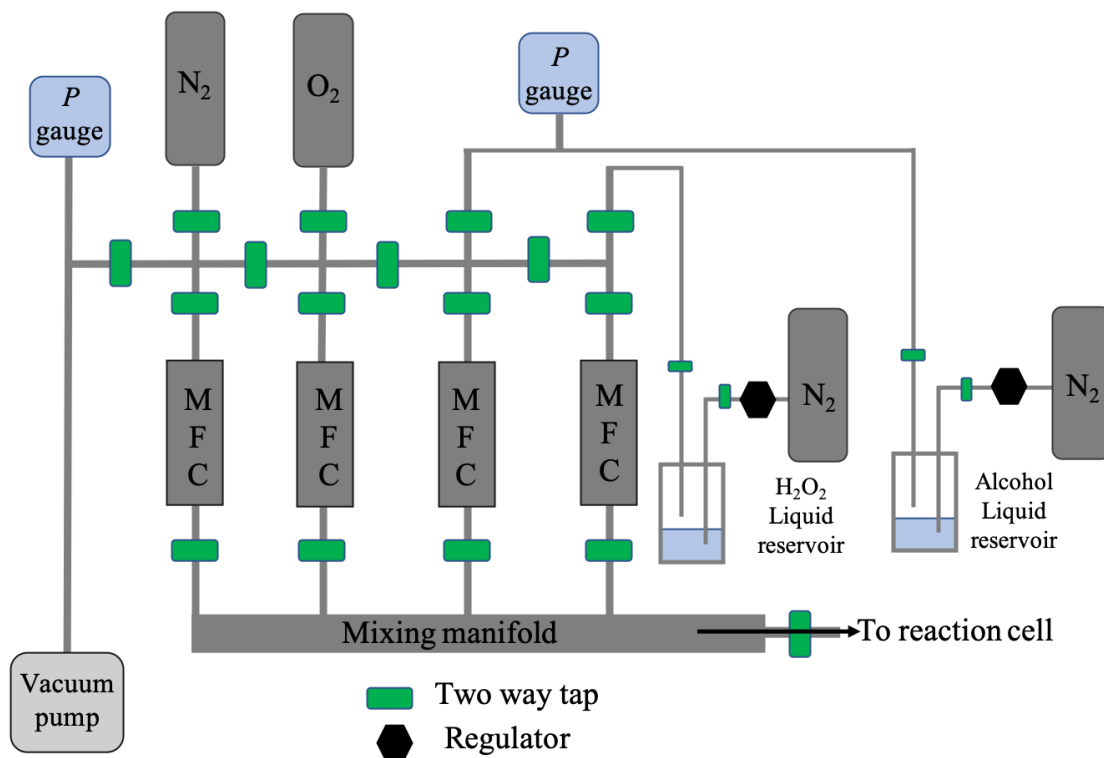 P
gauge
N₂
O₂
P
gauge
M
F
C
M
F
C
M
F
C
M
F
C
N₂
N₂
H₂O₂
Liquid
reservoir
Alcohol
Liquid
reservoir
Mixing manifold
To reaction cell
Vacuum
pump
Two way tap
Regulator